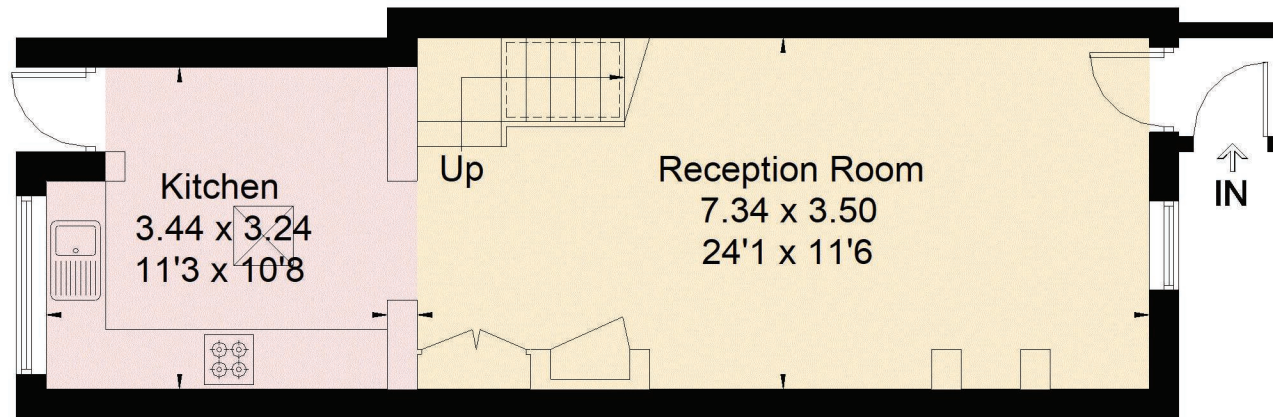 Kitchen
3.44 x 3.24
11'3 x 10'8
Up
Reception Room
7.34 x 3.50
24'1 x 11'6
IN